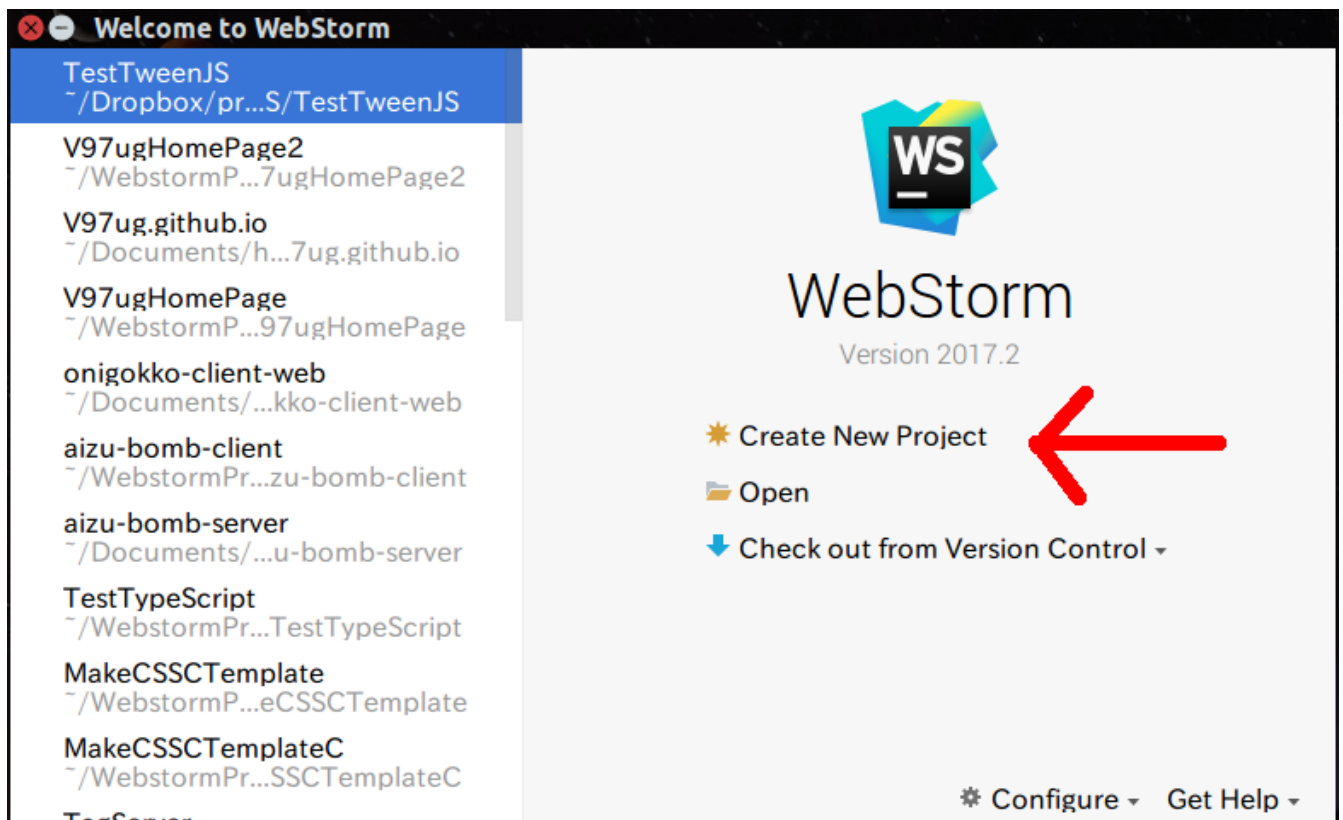 Welcome to WebStorm
TestTweenJS
~/Dropbox/pr...S/TestTweenJS
V97ugHomePage2
~/WebstormP...7ugHomePage2
V97ug.github.io
~/Documents/h...7ug.github.io
V97ugHomePage
~/WebstormP...97ugHomePage
onigokko-client-web
~/Documents/...kko-client-web
aizu-bomb-client
~/WebstormPr...zu-bomb-client
aizu-bomb-server
~/Documents/...u-bomb-server
TestTypeScript
~/WebstormPr...TestTypeScript
MakeCSSCTemplate
~/WebstormP...eCSSCTemplate
MakeCSSCTemplateC
~/WebstormPr...SSCTemplateC
WS
WebStorm
Version 2017.2
Create New Project
Open
Check out from Version Control
Configure Get Help